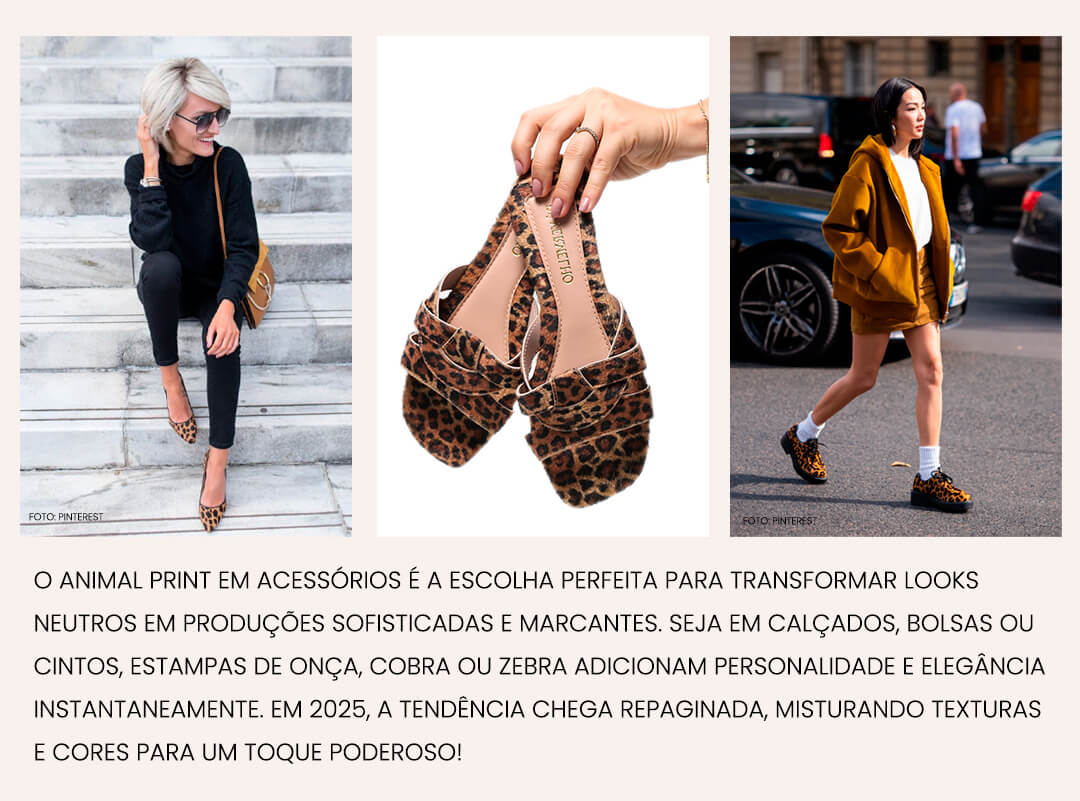 FOTO: PINTEREST
FOTO: PINTEREST
O ANIMAL PRINT EM ACESSÓRIOS É A ESCOLHA PERFEITA PARA TRANSFORMAR LOOKS
NEUTROS EM PRODUÇÕES SOFISTICADAS E MARCANTES. SEJA EM CALÇADOS, BOLSAS OU
CINTOS, ESTAMPAS DE ONÇA, COBRA OU ZEBRA ADICIONAM PERSONALIDADE E ELEGÂNCIA
INSTANTANEAMENTE. EM 2025, A TENDÊNCIA CHEGA REPAGINADA, MISTURANDO TEXTURAS
E CORES PARA UM TOQUE PODEROSO!